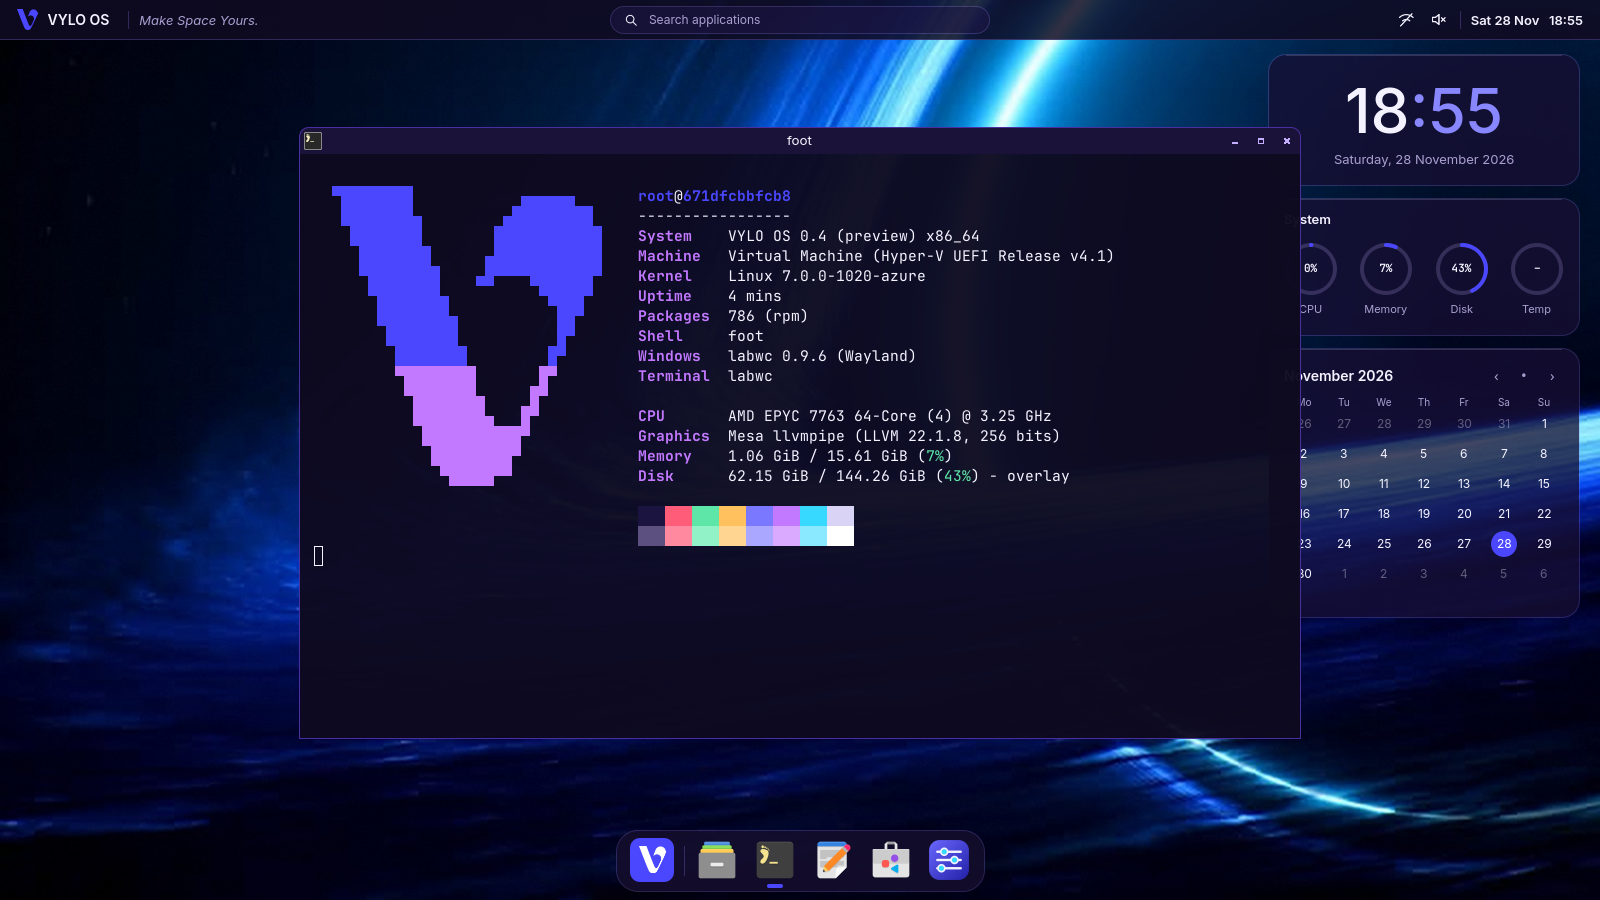 VYLO OS
Make Space Yours.
Search applications
Sat 28 Nov 18:55
18:55
Saturday, 28 November 2026
foot
root@671dfcbbfcb8
-----------------
System VYLO OS 0.4 (preview) x86_64
Machine Virtual Machine (Hyper-V UEFI Release v4.1)
Kernel Linux 7.0.0-1020-azure
Uptime 4 mins
Packages 786 (rpm)
Shell foot
Windows labwc 0.9.6 (Wayland)
Terminal labwc
CPU AMD EPYC 7763 64-Core (4) @ 3.25 GHz
Graphics Mesa llvmpipe (LLVM 22.1.8, 256 bits)
Memory 1.06 GiB / 15.61 GiB (7%)
Disk 62.15 GiB / 144.26 GiB (43%) - overlay
System
0% 7% 43% –
CPU Memory Disk Temp
November 2026
Mo Tu We Th Fr Sa Su
26 27 28 29 30 31 1
2 3 4 5 6 7 8
9 10 11 12 13 14 15
16 17 18 19 20 21 22
23 24 25 26 27 28 29
30 1 2 3 4 5 6